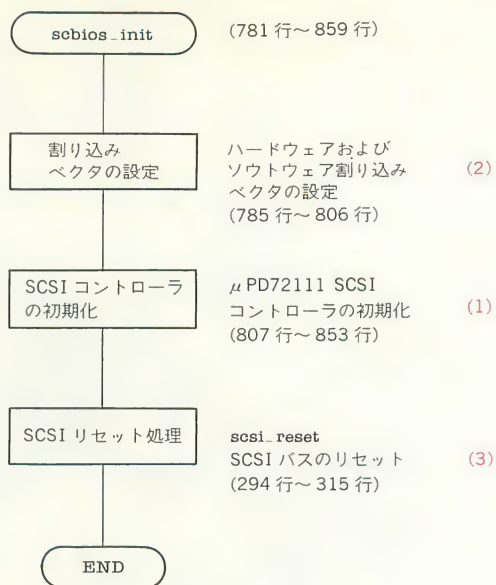 scbios_init
(781 行～859 行)
割り込み
ベクタの設定
ハードウェアおよび
ソウトウェア割り込み
ベクタの設定
(785 行～806 行)
(2)
SCSI コントローラ
の初期化
μPD72111 SCSI
コントローラの初期化
(807 行～853 行)
(1)
SCSI リセット処理
scsi_reset
SCSI バスのリセット
(294 行～315 行)
(3)
END